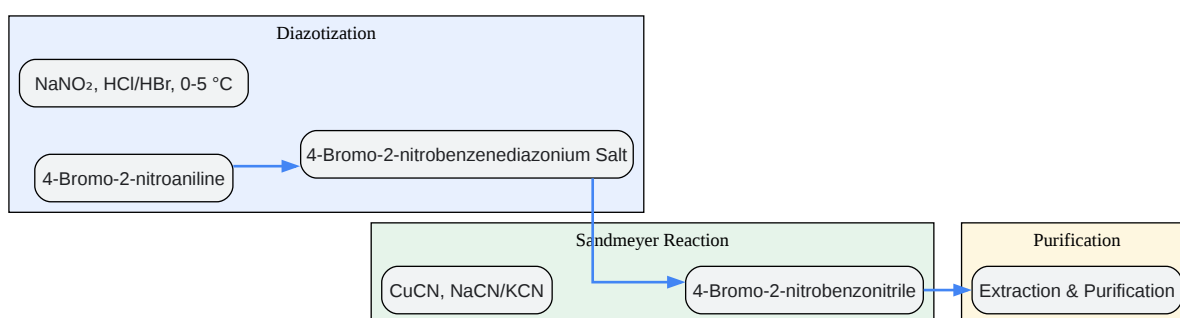 Diazotization
NaNO₂, HCl/HBr, 0-5 °C
4-Bromo-2-nitroaniline
4-Bromo-2-nitrobenzenediazonium Salt
Sandmeyer Reaction
CuCN, NaCN/KCN
4-Bromo-2-nitrobenzonitrile
Purification
Extraction & Purification